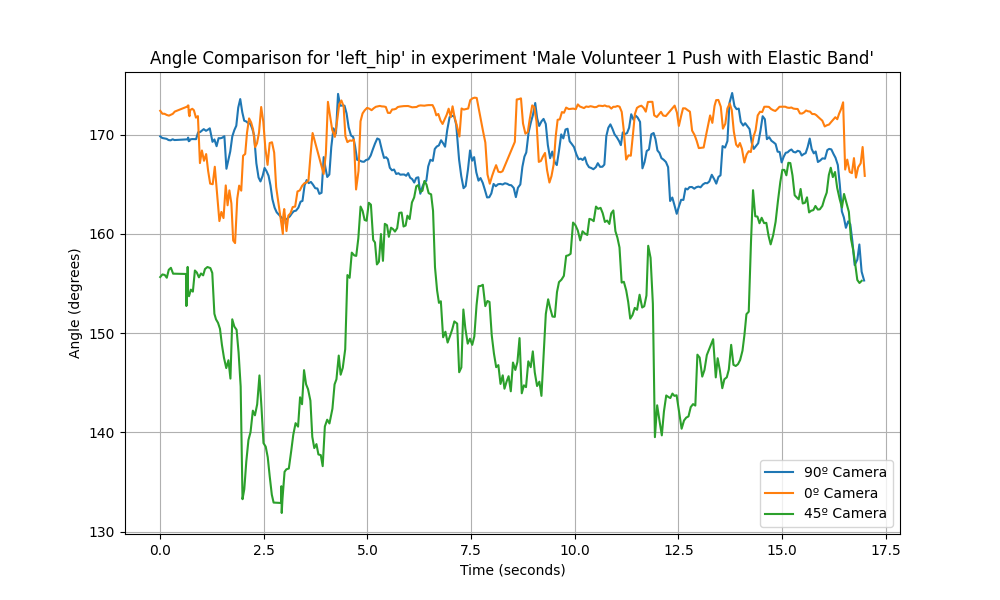 Angle Comparison for 'left_hip' in experiment 'Male Volunteer 1 Push with Elastic Band'
170
160
150
140
130
Angle (degrees)
90º Camera
0º Camera
45º Camera
0.0 2.5 5.0 7.5 10.0 12.5 15.0 17.5
Time (seconds)